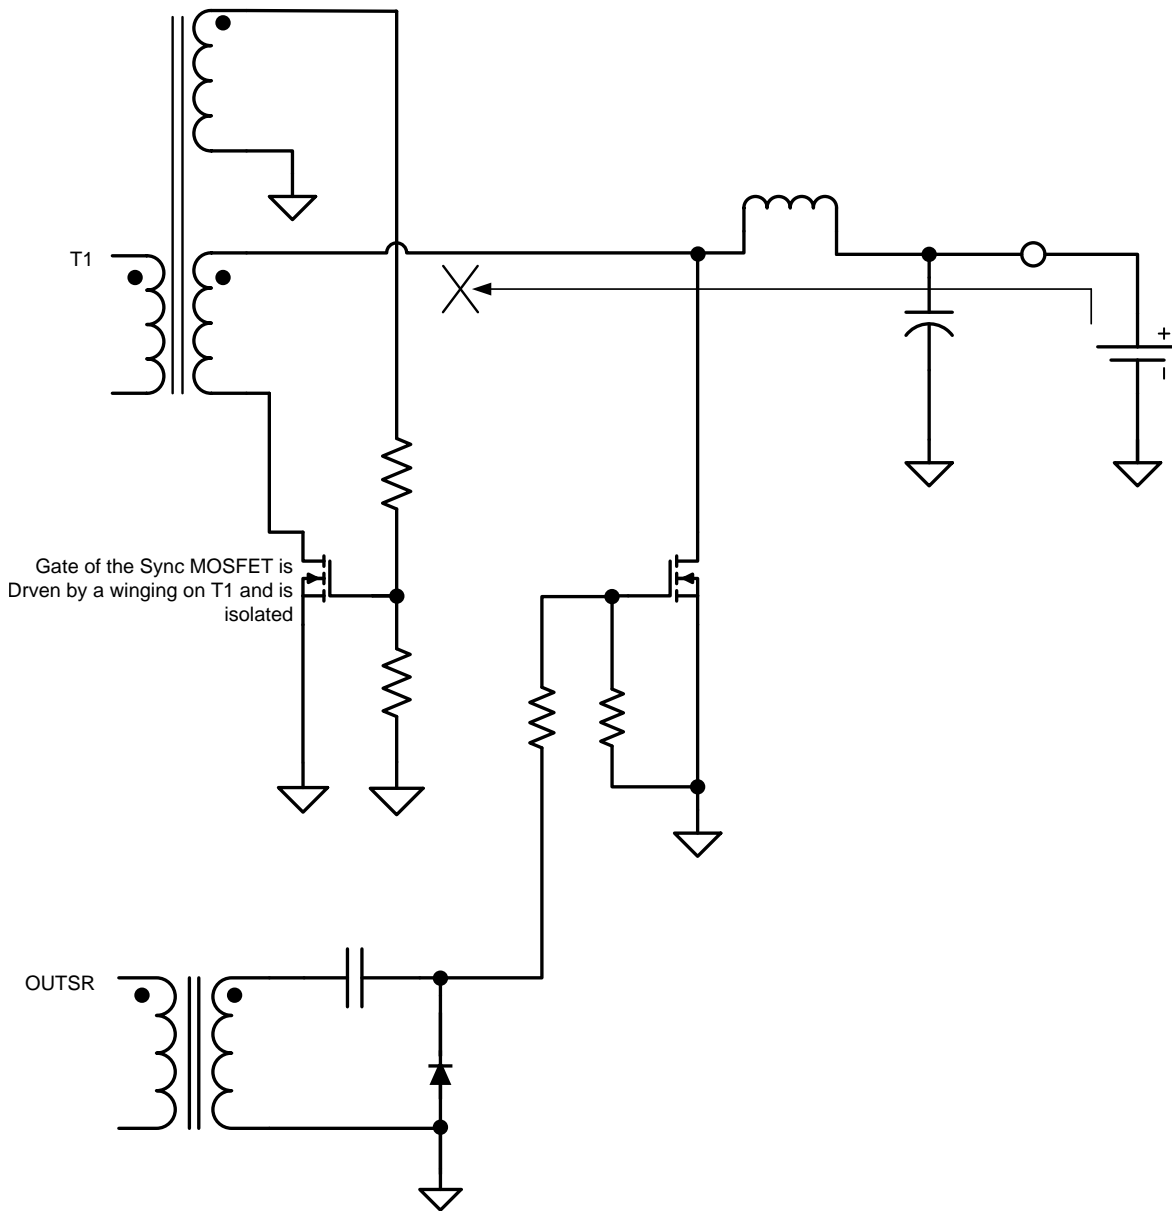 T1
+
–
Gate of the Sync MOSFET is
Drven by a winging on T1 and is
isolated
OUTSR